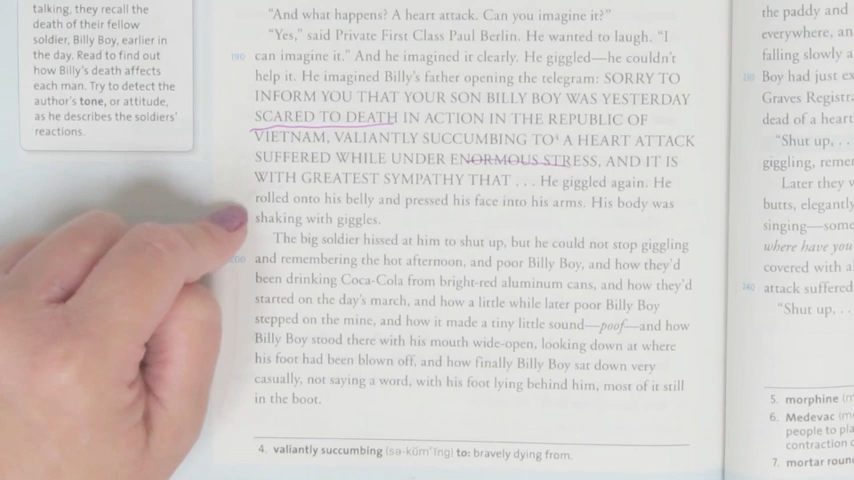 talking, they recall the
death of their fellow
soldier, Billy Boy, earlier in
the day. Read to find out
how Billy's death affects
each man. Try to detect the
author's tone, or attitude,
as he describes the soldiers'
reactions.
"And what happens? A heart attack. Can you imagine it?"
"Yes," said Private First Class Paul Berlin. He wanted to laugh. "I
190 can imagine it." And he imagined it clearly. He giggled—he couldn't
help it. He imagined Billy's father opening the telegram: SORRY TO
INFORM YOU THAT YOUR SON BILLY BOY WAS YESTERDAY
SCARED TO DEATH IN ACTION IN THE REPUBLIC OF
VIETNAM, VALIANTLY SUCCUMBING TO⁴ A HEART ATTACK
SUFFERED WHILE UNDER ENORMOUS STRESS, AND IT IS
WITH GREATEST SYMPATHY THAT . . . He giggled again. He
rolled onto his belly and pressed his face into his arms. His body was
shaking with giggles.
The big soldier hissed at him to shut up, but he could not stop giggling
200 and remembering the hot afternoon, and poor Billy Boy, and how they'd
been drinking Coca-Cola from bright-red aluminum cans, and how they'd
started on the day's march, and how a little while later poor Billy Boy
stepped on the mine, and how it made a tiny little sound—poof—and how
Billy Boy stood there with his mouth wide-open, looking down at where
his foot had been blown off, and how finally Billy Boy sat down very
casually, not saying a word, with his foot lying behind him, most of it still
in the boot.
4. valiantly succumbing (sə-kŭm'ĭng) to: bravely dying from.
the paddy and
everywhere, an
falling slowly a
Boy had just ex
Graves Registra
dead of a heart
"Shut up, . .
giggling, remem
Later they w
butts, elegantly
singing—some
where have you
covered with a
240 attack suffered
"Shut up, . .
5. morphine (m
6. Medevac (m
people to pla
contraction o
7. mortar roun